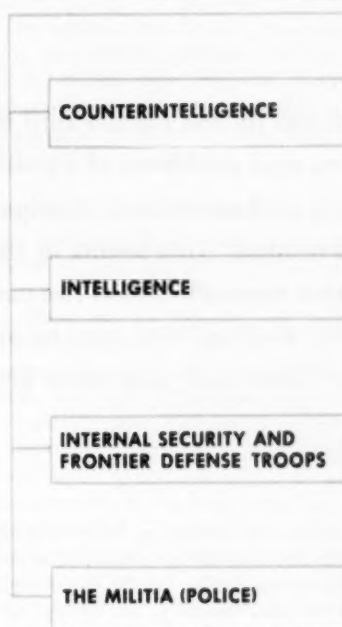 COUNTERINTELLIGENCE
INTELLIGENCE
INTERNAL SECURITY AND
FRONTIER DEFENSE TROOPS
THE MILITIA (POLICE)